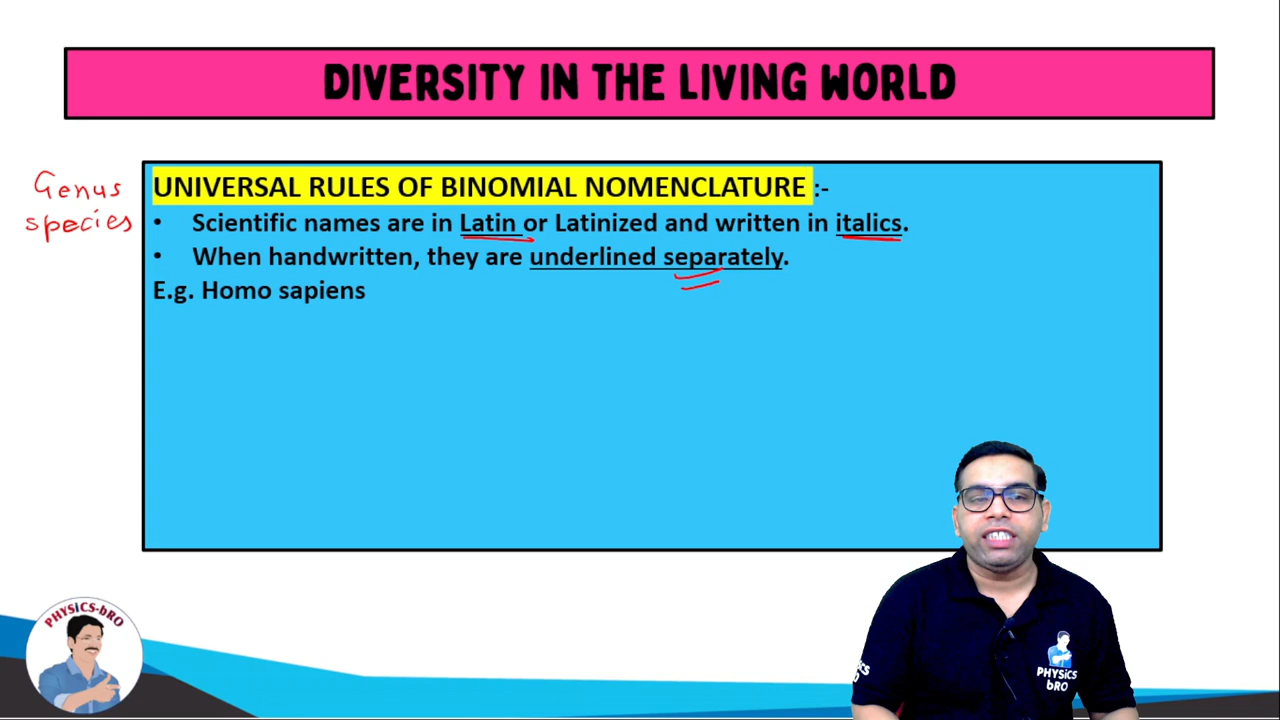 DIVERSITY IN THE LIVING WORLD
Genus
species
UNIVERSAL RULES OF BINOMIAL NOMENCLATURE :-
• Scientific names are in Latin or Latinized and written in italics.
• When handwritten, they are underlined separately.
E.g. Homo sapiens
PHYSICS-bRO
PHYSICS
bRO